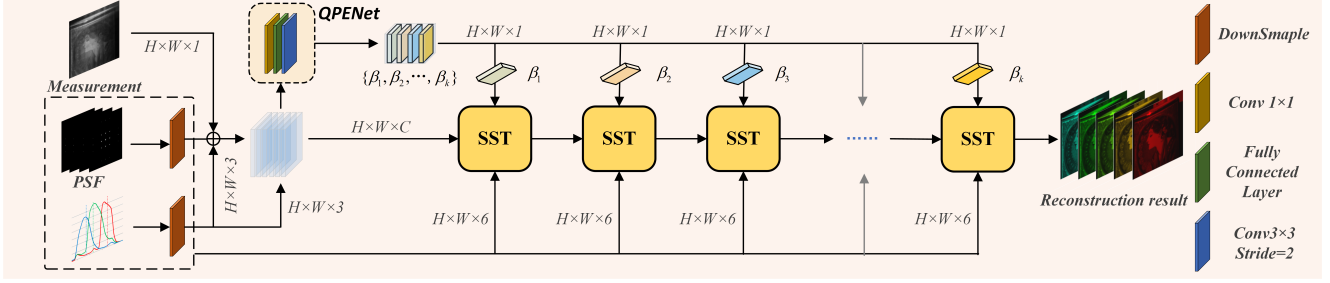 QPENet
H×W×1
H×W×1
H×W×1
H×W×1
H×W×1
DownSmaple
{β1, β2, ⋯, βk}
β1
β2
β3
βk
Measurement
Conv 1×1
H×W×C
SST
SST
SST
......
SST
PSF
H×W×3
H×W×3
Fully
Connected
Layer
Reconstruction result
H×W×6
H×W×6
H×W×6
H×W×6
Conv3×3
Stride=2